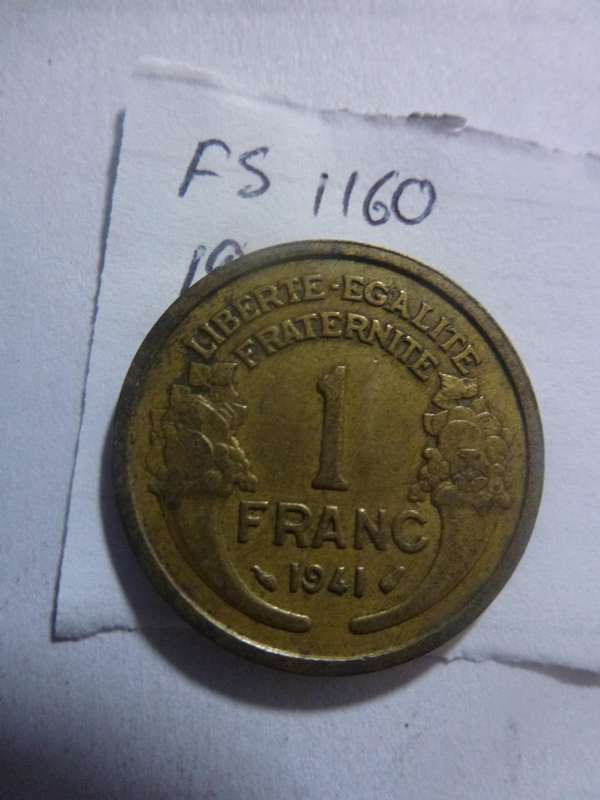 FS 1160
LIBERTE·EGALITE
FRATERNITE
1
FRANC
1941